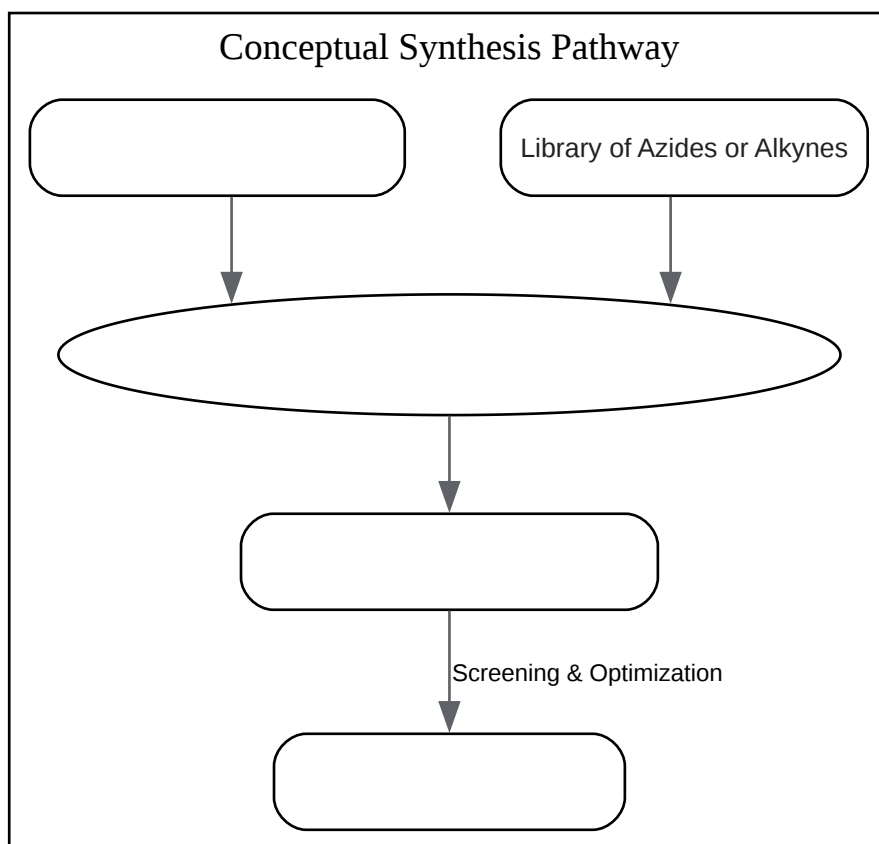 Conceptual Synthesis Pathway
Library of Azides or Alkynes
Screening & Optimization